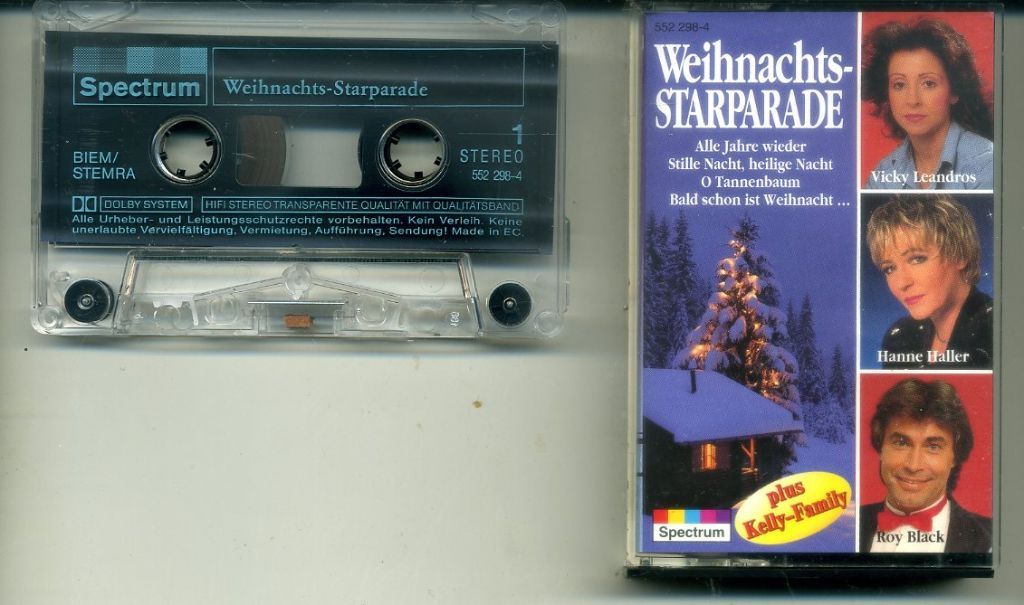 Spectrum
Weihnachts-Starparade
BIEM/
STEMRA
1
STEREO
552 298-4
DOLBY SYSTEM
HIFI STEREO TRANSPARENTE QUALITÄT MIT QUALITÄTSBAND
Alle Urheber- und Leistungsschutzrechte vorbehalten. Kein Verleih. Keine
unerlaubte Vervielfältigung, Vermietung, Aufführung, Sendung! Made in EC.
552 298-4
Weihnachts-
STARPARADE
Alle Jahre wieder
Stille Nacht, heilige Nacht
O Tannenbaum
Bald schon ist Weihnacht ...
Vicky Leandros
Hanne Haller
Roy Black
plus
Kelly-Family
Spectrum